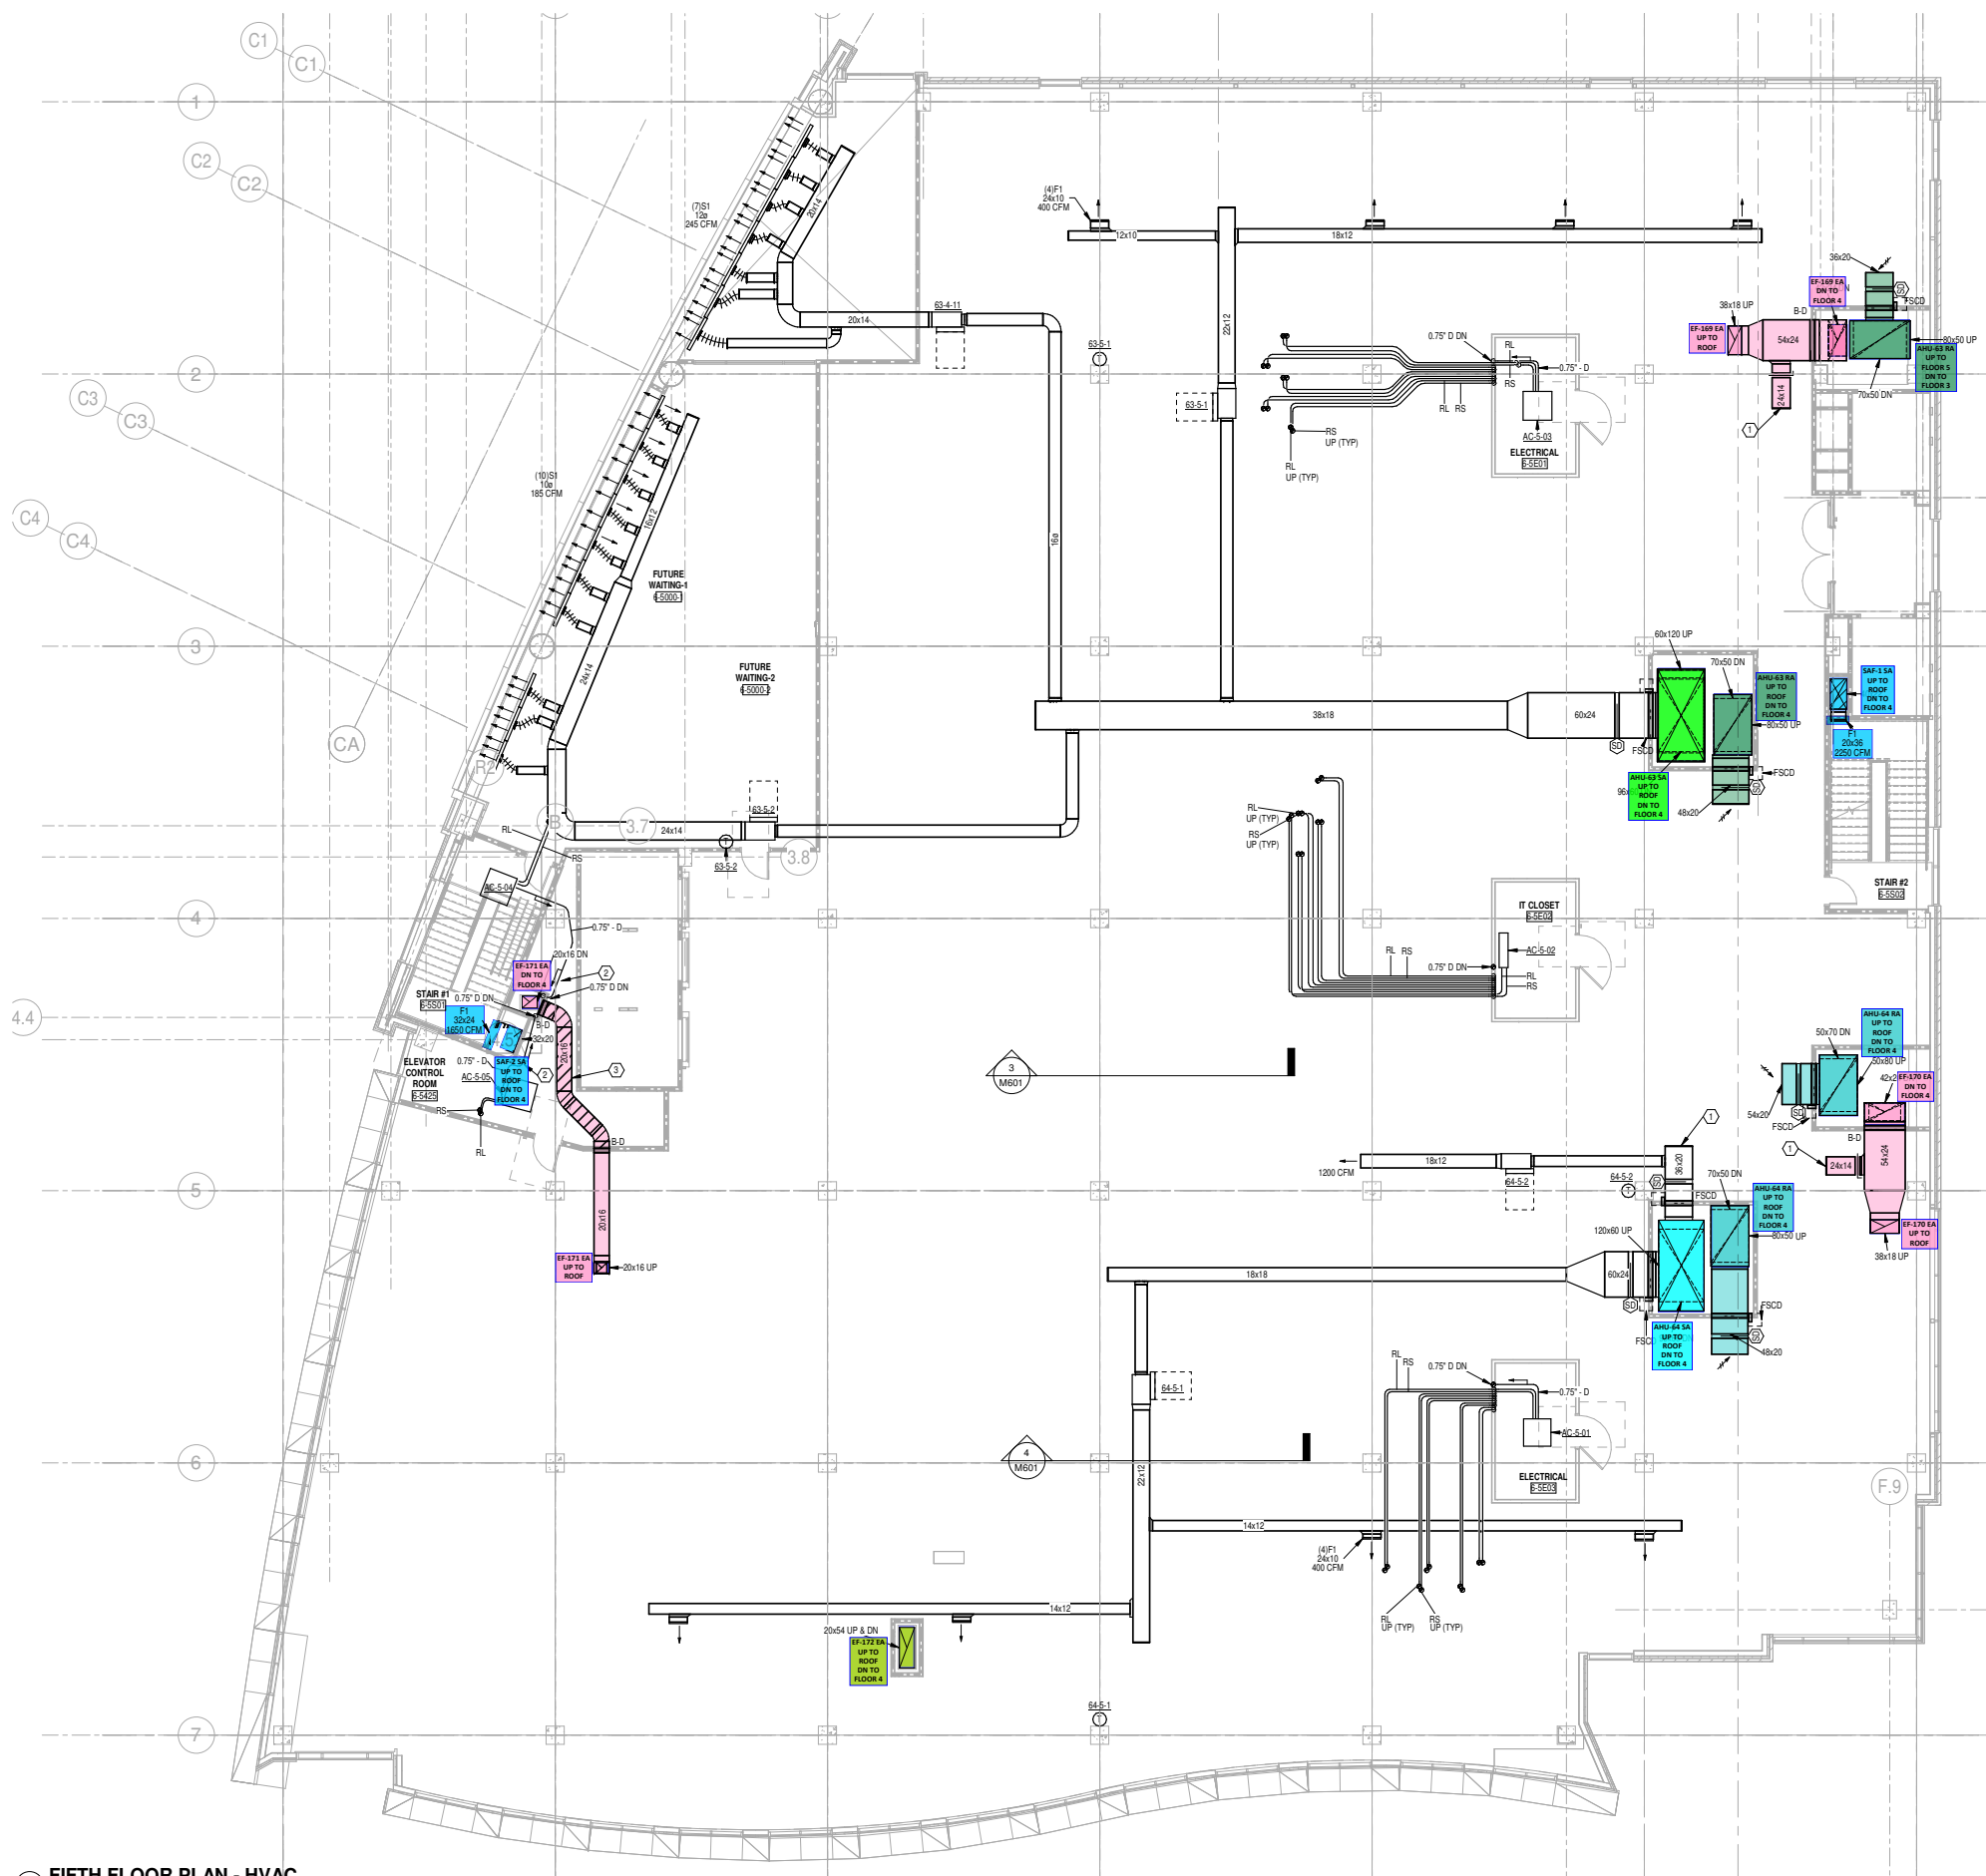 C1
C1
1
C2
C2
(7)S1
12ø
245 CFM
20x14
(4)F1
24x10
400 CFM
12x10
18x12
36x20
SD
FSCD
EF-169 EA
DN TO
FLOOR 4
B-D
38x18 UP
EF-169 EA
UP TO
ROOF
54x24
80x50 UP
AHU-63 RA
UP TO
FLOOR 5
DN TO
FLOOR 3
70x50 DN
24x14
1
63-4-11
20x14
22x12
63-5-1
T
2
63-5-1
0.75" D DN
RL
RS
0.75" - D
RL
RS
RS
UP (TYP)
RL
UP (TYP)
AC-5-03
ELECTRICAL
6-5E01
C3
C3
(10)S1
10ø
185 CFM
16x12
C4
C4
16ø
FUTURE
WAITING-1
6-5000-1
3
24x14
FUTURE
WAITING-2
6-5000-2
CA
38x18
60x24
SD
FSCD
60x120 UP
70x50 DN
AHU-63 RA
UP TO
ROOF
DN TO
FLOOR 4
80x50 UP
FSCD
SD
48x20
AHU-63 SA
UP TO
ROOF
DN TO
FLOOR 4
SAF-1 SA
UP TO
ROOF
DN TO
FLOOR 4
F1
20x36
2250 CFM
R2
B
3.7
24x14
63-5-2
T
63-5-2
3.8
RL
RS
RL
UP (TYP)
RS
UP (TYP)
AC-5-04
STAIR #2
6-5S02
4
IT CLOSET
6-5E02
AC-5-02
0.75" D DN
RL
RS
RL
RS
0.75" - D
20x16 DN
EF-171 EA
DN TO
FLOOR 4
2
0.75" D DN
4.4
STAIR #1
6-5S01
0.75" D DN
F1
32x24
1650 CFM
B-D
32x20
20x16
3
ELEVATOR
CONTROL
ROOM
6-5425
0.75" - D
AC-5-05
SAF-2 SA
UP TO
ROOF
DN TO
FLOOR 4
2
RS
RL
B-D
3
M601
50x70 DN
AHU-64 RA
UP TO
ROOF
DN TO
FLOOR 4
50x80 UP
EF-170 EA
DN TO
FLOOR 4
54x20
SD
FSCD
B-D
1
24x14
54x24
EF-170 EA
UP TO
ROOF
38x18 UP
1
1200 CFM
18x12
64-5-2
64-5-2
T
36x20
SD
FSCD
70x50 DN
AHU-64 RA
UP TO
ROOF
DN TO
FLOOR 4
80x50 UP
5
20x16
EF-171 EA
UP TO
ROOF
20x16 UP
120x60 UP
18x18
60x24
SD
FSCD
AHU-64 SA
UP TO
ROOF
DN TO
FLOOR 4
FSCD
SD
48x20
64-5-1
RL
RS
0.75" D DN
0.75" - D
AC-5-01
6
4
M601
22x12
ELECTRICAL
6-5E03
F.9
14x12
(4)F1
24x10
400 CFM
14x12
RL
UP (TYP)
RS
UP (TYP)
20x54 UP & DN
EF-172 EA
UP TO
ROOF
DN TO
FLOOR 4
64-5-1
T
7
FIFTH FLOOR PLAN - HVAC